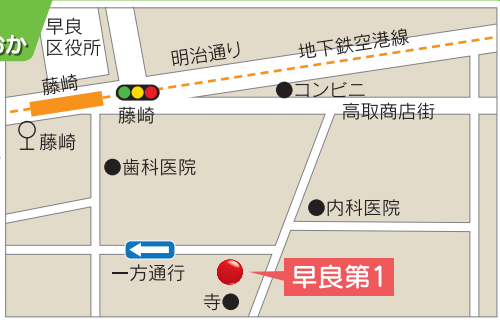 おか
早良
区役所
明治通り
地下鉄空港線
藤崎
コンビニ
藤崎
高取商店街
藤崎
歯科医院
内科医院
一方通行
早良第1
寺